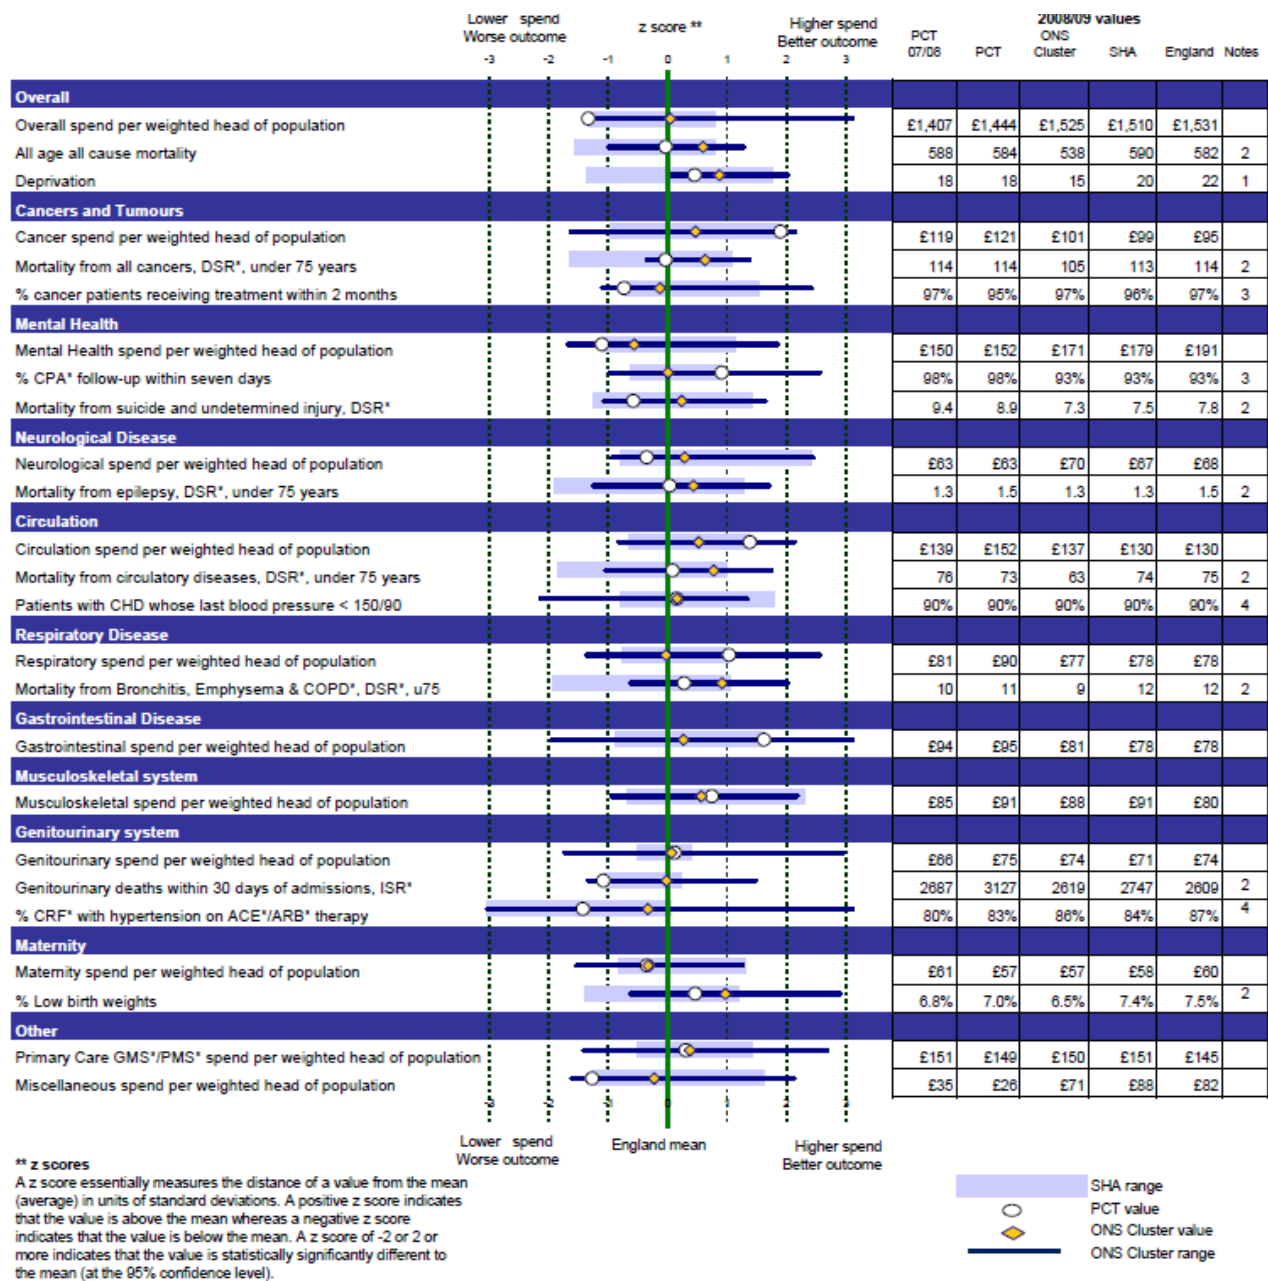 Lower spend
Worse outcome
z score **
Higher spend
Better outcome
2008/09 values
PCT 07/08 PCT ONS Cluster SHA England Notes
-3 -2 -1 0 1 2 3
Overall
Overall spend per weighted head of population £1,407 £1,444 £1,525 £1,510 £1,531
All age all cause mortality 588 584 538 590 582 2
Deprivation 18 18 15 20 22 1
Cancers and Tumours
Cancer spend per weighted head of population £119 £121 £101 £99 £95
Mortality from all cancers, DSR*, under 75 years 114 114 105 113 114 2
% cancer patients receiving treatment within 2 months 97% 95% 97% 96% 97% 3
Mental Health
Mental Health spend per weighted head of population £150 £152 £171 £179 £191
% CPA* follow-up within seven days 98% 98% 93% 93% 93% 3
Mortality from suicide and undetermined injury, DSR* 9.4 8.9 7.3 7.5 7.8 2
Neurological Disease
Neurological spend per weighted head of population £63 £63 £70 £67 £68
Mortality from epilepsy, DSR*, under 75 years 1.3 1.5 1.3 1.3 1.5 2
Circulation
Circulation spend per weighted head of population £139 £152 £137 £130 £130
Mortality from circulatory diseases, DSR*, under 75 years 76 73 63 74 75 2
Patients with CHD whose last blood pressure < 150/90 90% 90% 90% 90% 90% 4
Respiratory Disease
Respiratory spend per weighted head of population £81 £90 £77 £78 £78
Mortality from Bronchitis, Emphysema & COPD*, DSR*, u75 10 11 9 12 12 2
Gastrointestinal Disease
Gastrointestinal spend per weighted head of population £94 £95 £81 £78 £78
Musculoskeletal system
Musculoskeletal spend per weighted head of population £85 £91 £88 £91 £80
Genitourinary system
Genitourinary spend per weighted head of population £66 £75 £74 £71 £74
Genitourinary deaths within 30 days of admissions, ISR* 2687 3127 2619 2747 2609 2
% CRF* with hypertension on ACE*/ARB* therapy 80% 83% 86% 84% 87% 4
Maternity
Maternity spend per weighted head of population £61 £57 £57 £58 £60
% Low birth weights 6.8% 7.0% 6.5% 7.4% 7.5% 2
Other
Primary Care GMS*/PMS* spend per weighted head of population £151 £149 £150 £151 £145
Miscellaneous spend per weighted head of population £35 £26 £71 £88 £82
-3 -2 -1 0 1 2 3
Lower spend
Worse outcome
England mean
Higher spend
Better outcome
** z scores
A z score essentially measures the distance of a value from the mean
(average) in units of standard deviations. A positive z score indicates
that the value is above the mean whereas a negative z score
indicates that the value is below the mean. A z score of -2 or 2 or
more indicates that the value is statistically significantly different to
the mean (at the 95% confidence level).
SHA range
PCT value
ONS Cluster value
ONS Cluster range